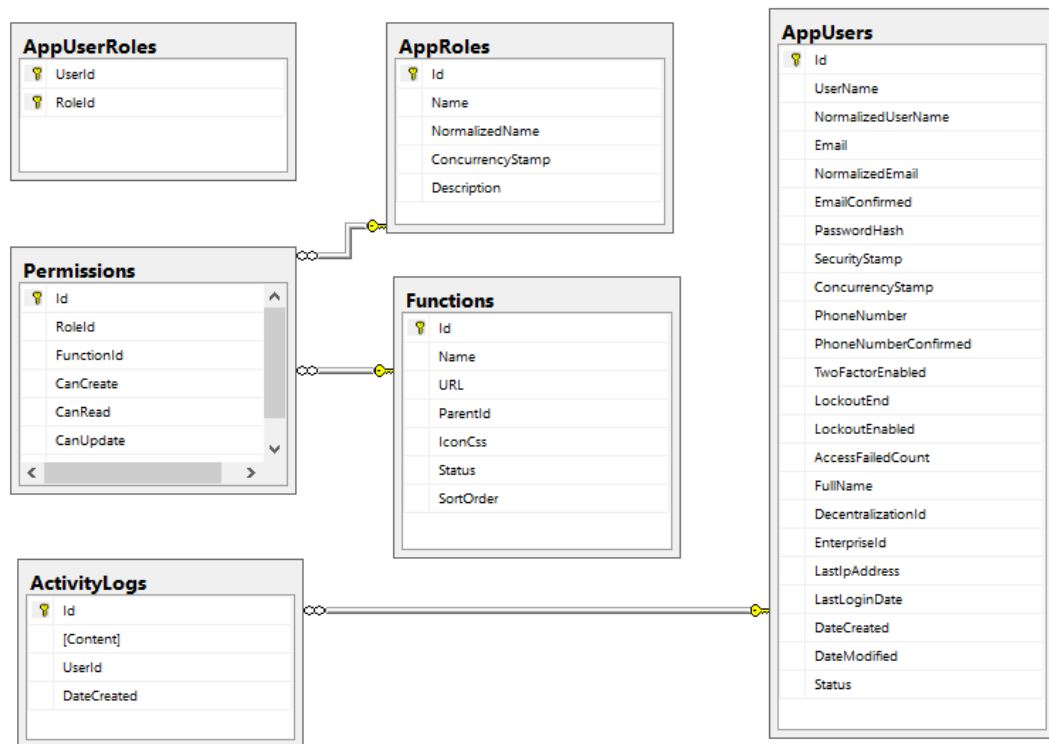 AppUserRoles
UserId
RoleId
AppRoles
Id
Name
NormalizedName
ConcurrencyStamp
Description
AppUsers
Id
UserName
NormalizedUserName
Email
NormalizedEmail
EmailConfirmed
PasswordHash
SecurityStamp
ConcurrencyStamp
PhoneNumber
PhoneNumberConfirmed
TwoFactorEnabled
LockoutEnd
LockoutEnabled
AccessFailedCount
FullName
DecentralizationId
EnterpriseId
LastIpAddress
LastLoginDate
DateCreated
DateModified
Status
Permissions
Id
RoleId
FunctionId
CanCreate
CanRead
CanUpdate
Functions
Id
Name
URL
ParentId
IconCss
Status
SortOrder
ActivityLogs
Id
[Content]
UserId
DateCreated